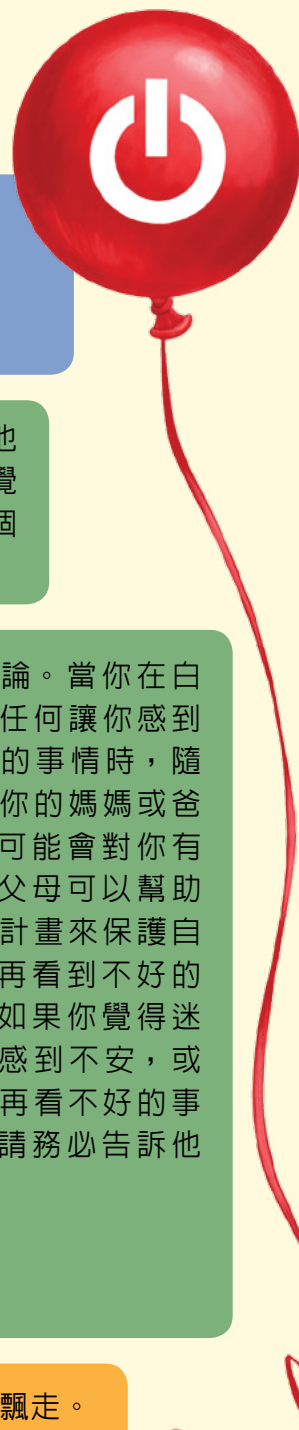 他
覺
個
論。當你在白
任何讓你感到
的事情時，隨
你的媽媽或爸
可能會對你有
父母可以幫助
計畫來保護自
再看到不好的
如果你覺得迷
感到不安，或
再看不好的事
請務必告訴他
飄走。